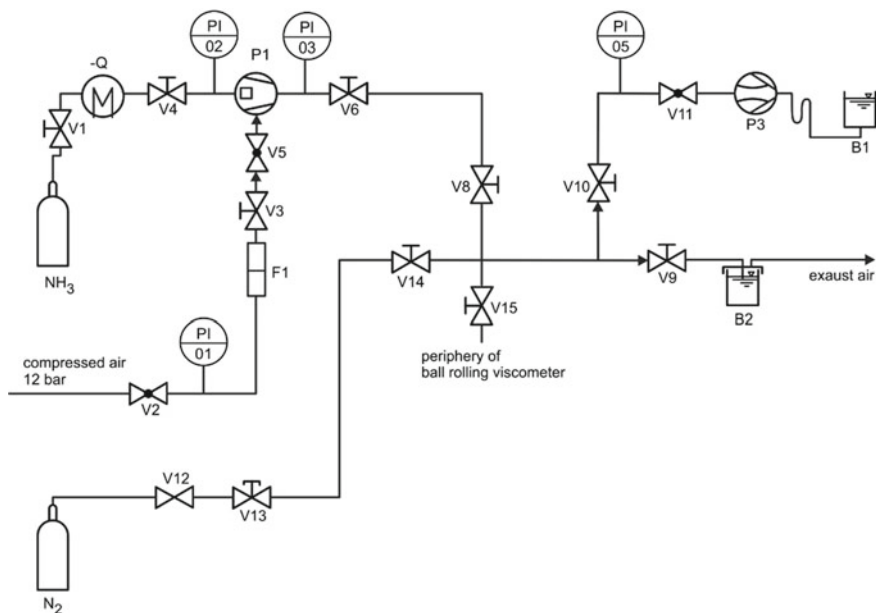 PI
02
PI
03
PI
05
-Q
P1
M
V1
V4
V6
V11
P3
B1
V5
V8
V10
V3
NH3
F1
V14
V9
exaust air
B2
V15
PI
01
periphery of
ball rolling viscometer
compressed air
12 bar
V2
V12
V13
N2